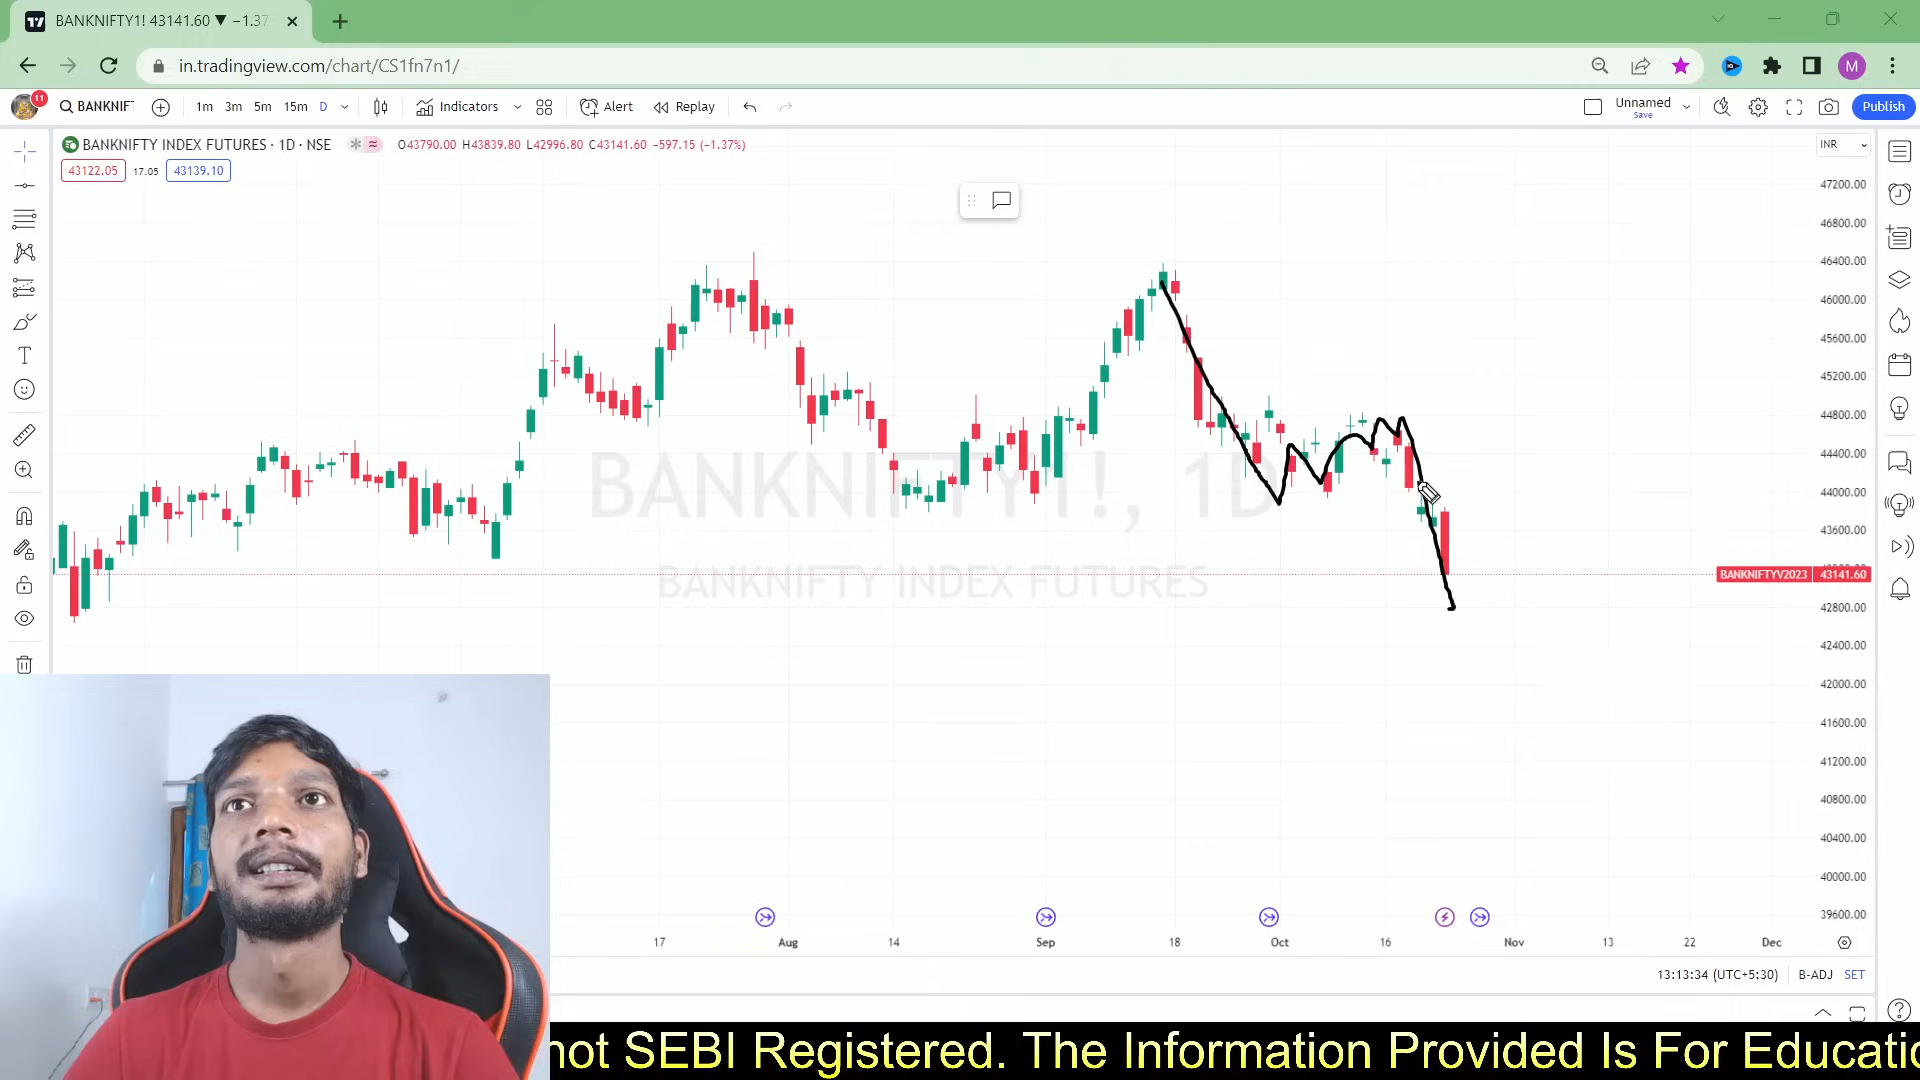 BANKNIFTY1! 43141.60 ▼ −1.37
in.tradingview.com/chart/CS1fn7n1/
M
11
BANKNIFT
1m 3m 5m 15m D
Indicators
Alert
Replay
Unnamed
Save
Publish
BANKNIFTY INDEX FUTURES · 1D · NSE
O43790.00 H43839.80 L42996.80 C43141.60 −597.15 (−1.37%)
INR
43122.05 17.05 43139.10
47200.00
46800.00
46400.00
46000.00
45600.00
45200.00
44800.00
44400.00
44000.00
43600.00
BANKNIFTY1!, 1D
BANKNIFTY INDEX FUTURES
BANKNIFTYV2023 43141.60
42800.00
42400.00
42000.00
41600.00
41200.00
40800.00
40400.00
40000.00
39600.00
17 Aug 14 Sep 18 Oct 16 Nov 13 22 Dec
13:13:34 (UTC+5:30) B-ADJ SET
not SEBI Registered. The Information Provided Is For Educatio